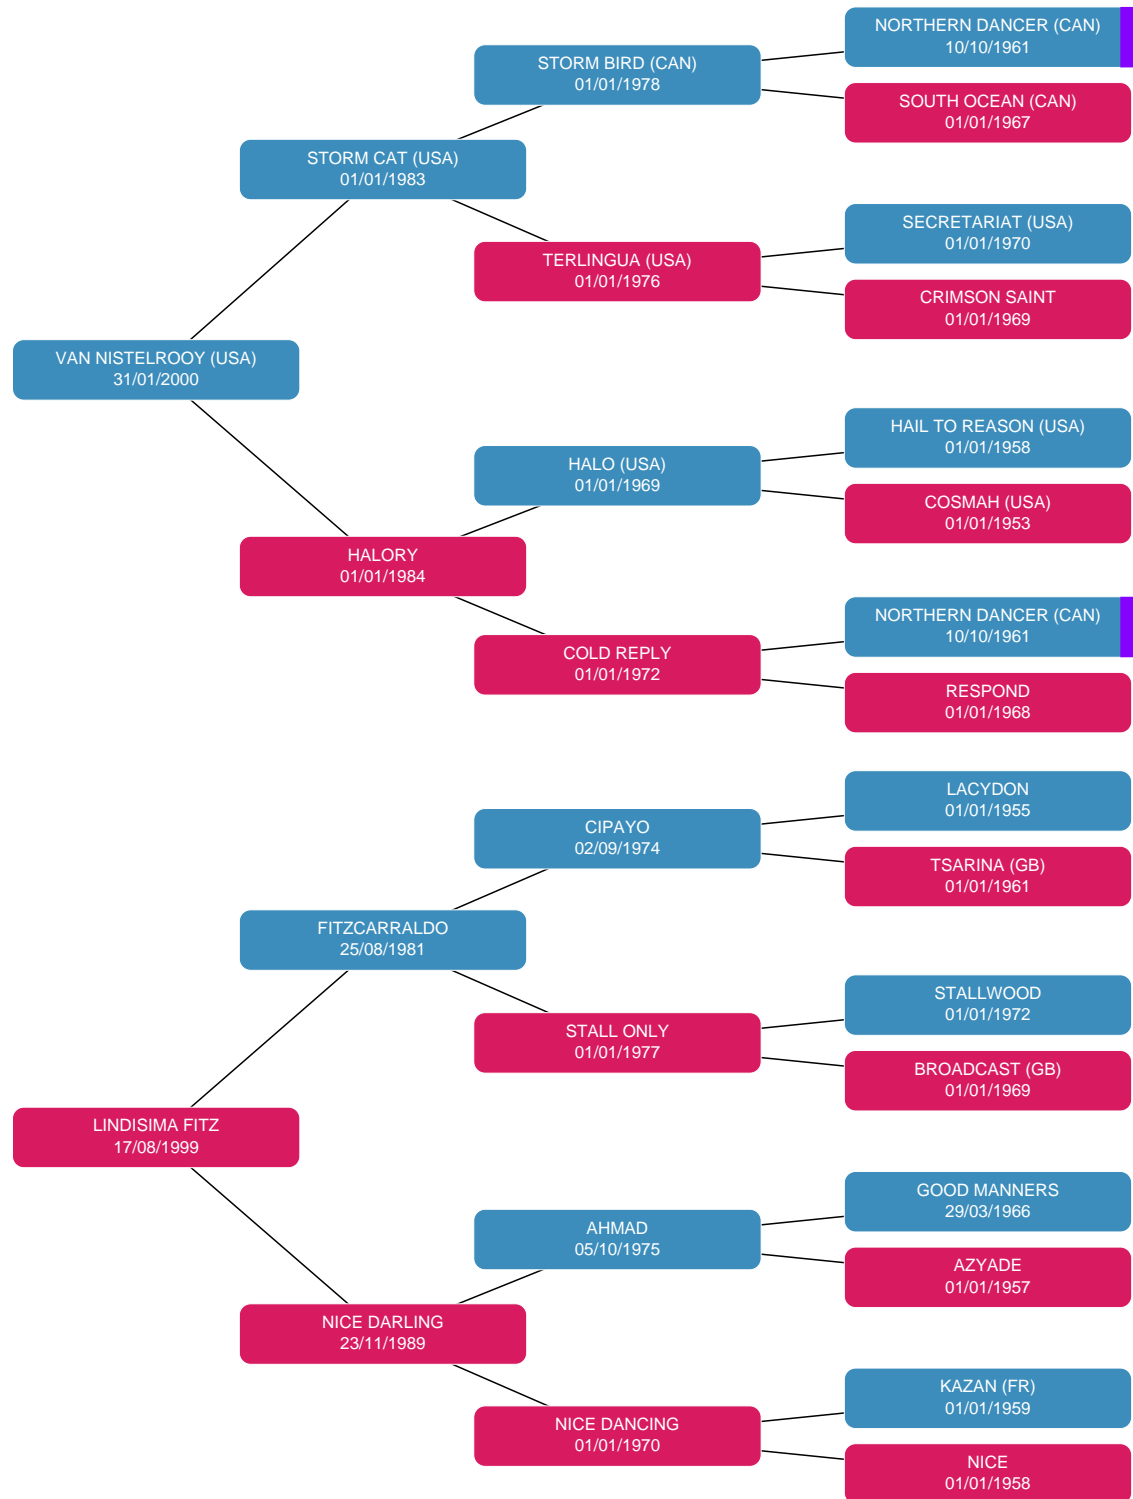 NORTHERN DANCER (CAN)
10/10/1961
STORM BIRD (CAN)
01/01/1978
SOUTH OCEAN (CAN)
01/01/1967
STORM CAT (USA)
01/01/1983
SECRETARIAT (USA)
01/01/1970
TERLINGUA (USA)
01/01/1976
CRIMSON SAINT
01/01/1969
VAN NISTELROOY (USA)
31/01/2000
HAIL TO REASON (USA)
01/01/1958
HALO (USA)
01/01/1969
COSMAH (USA)
01/01/1953
HALORY
01/01/1984
NORTHERN DANCER (CAN)
10/10/1961
COLD REPLY
01/01/1972
RESPOND
01/01/1968
LACYDON
01/01/1955
CIPAYO
02/09/1974
TSARINA (GB)
01/01/1961
FITZCARRALDO
25/08/1981
STALLWOOD
01/01/1972
STALL ONLY
01/01/1977
BROADCAST (GB)
01/01/1969
LINDISIMA FITZ
17/08/1999
GOOD MANNERS
29/03/1966
AHMAD
05/10/1975
AZYADE
01/01/1957
NICE DARLING
23/11/1989
KAZAN (FR)
01/01/1959
NICE DANCING
01/01/1970
NICE
01/01/1958